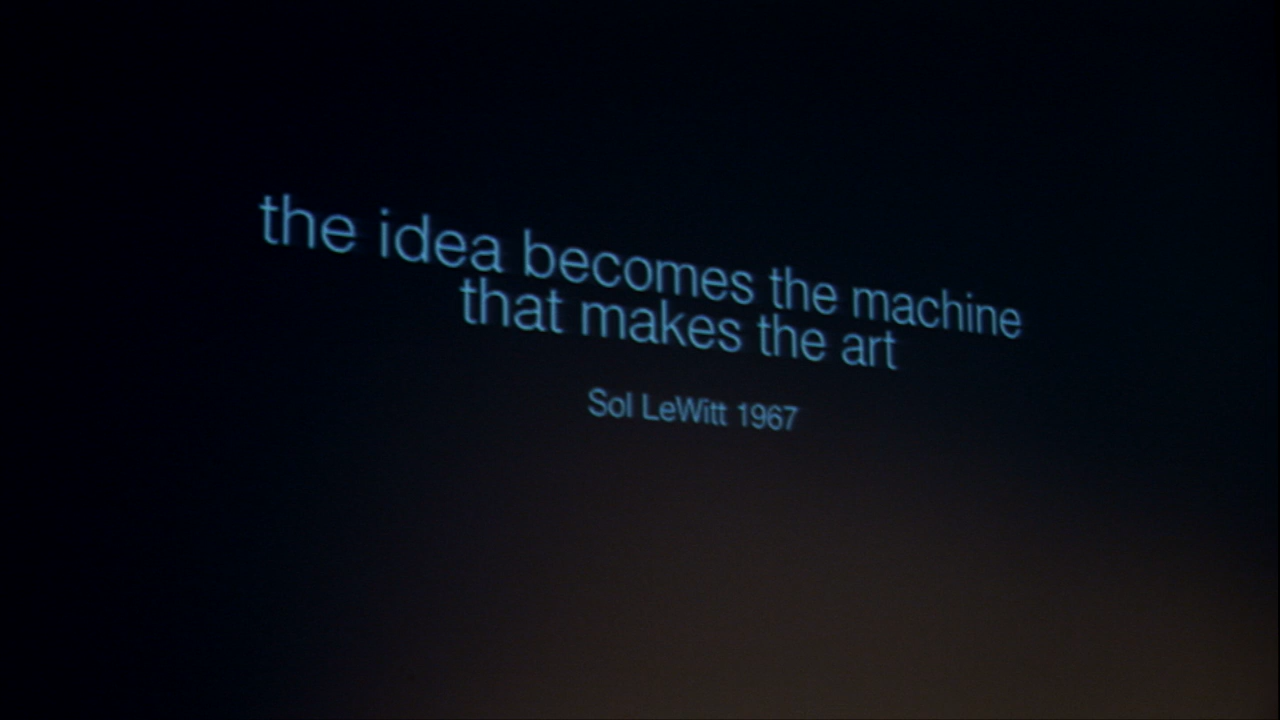 the idea becomes the machine
that makes the art
Sol LeWitt 1967